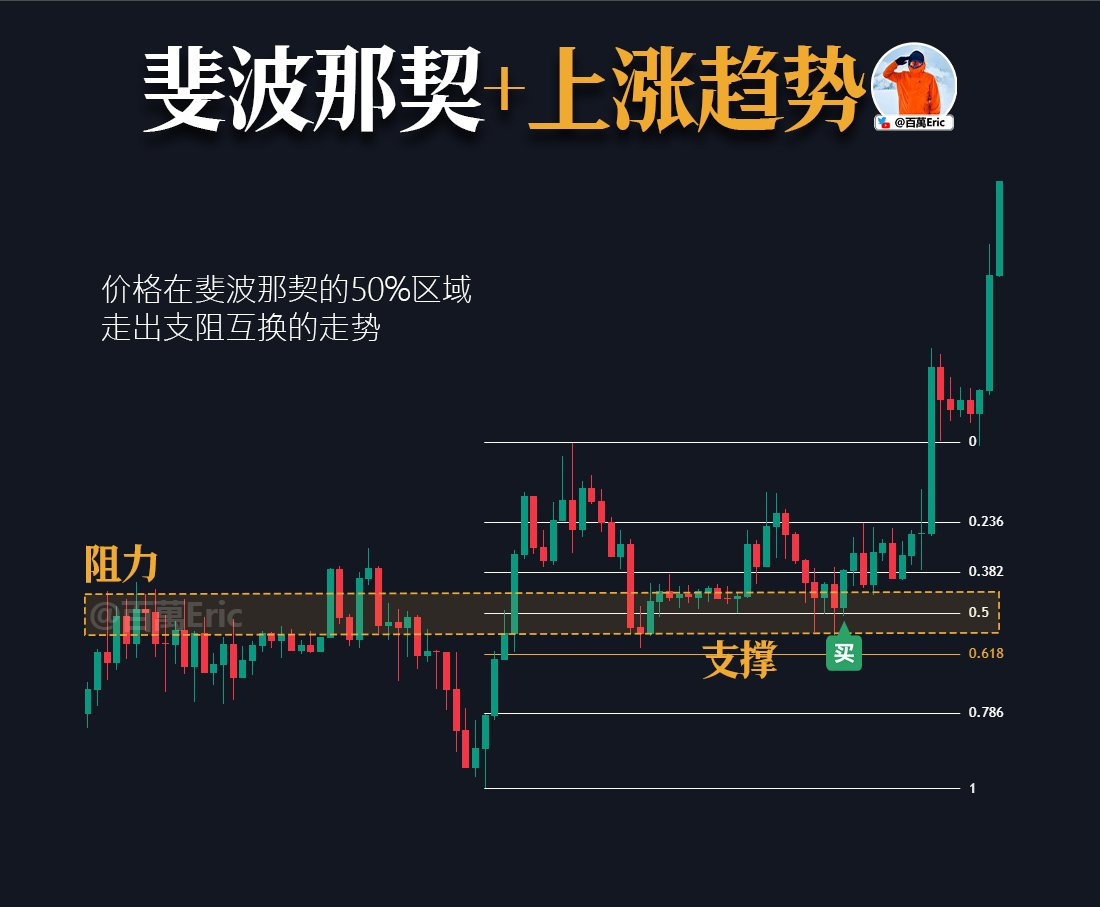 斐波那契+上涨趋势
@百萬Eric
价格在斐波那契的50%区域
走出支阻互换的走势
0
0.236
阻力
0.382
@百萬Eric
0.5
支撑
买
0.618
0.786
1